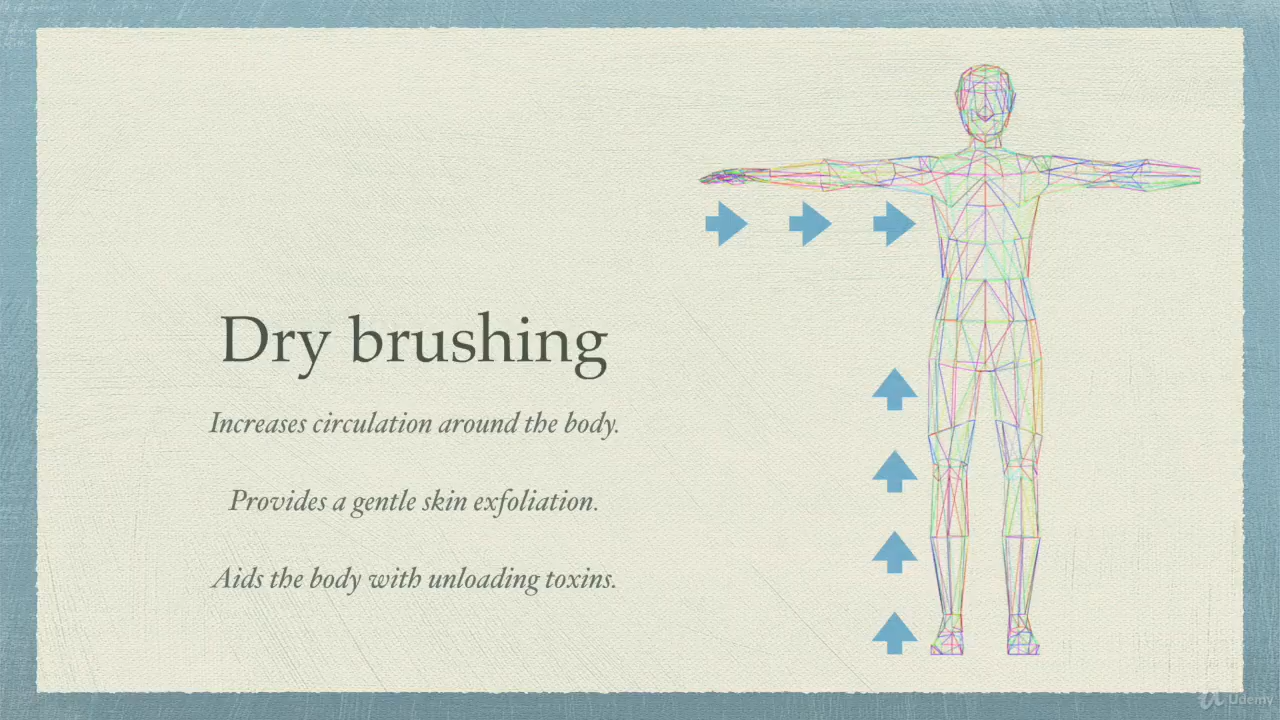 Dry brushing
Increases circulation around the body.
Provides a gentle skin exfoliation.
Aids the body with unloading toxins.
Udemy